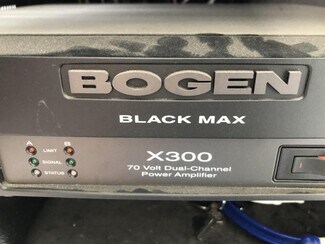 BOGEN
BLACK MAX
A B
LIMIT
SIGNAL
STATUS
X300
70 Volt Dual-Channel
Power Amplifier